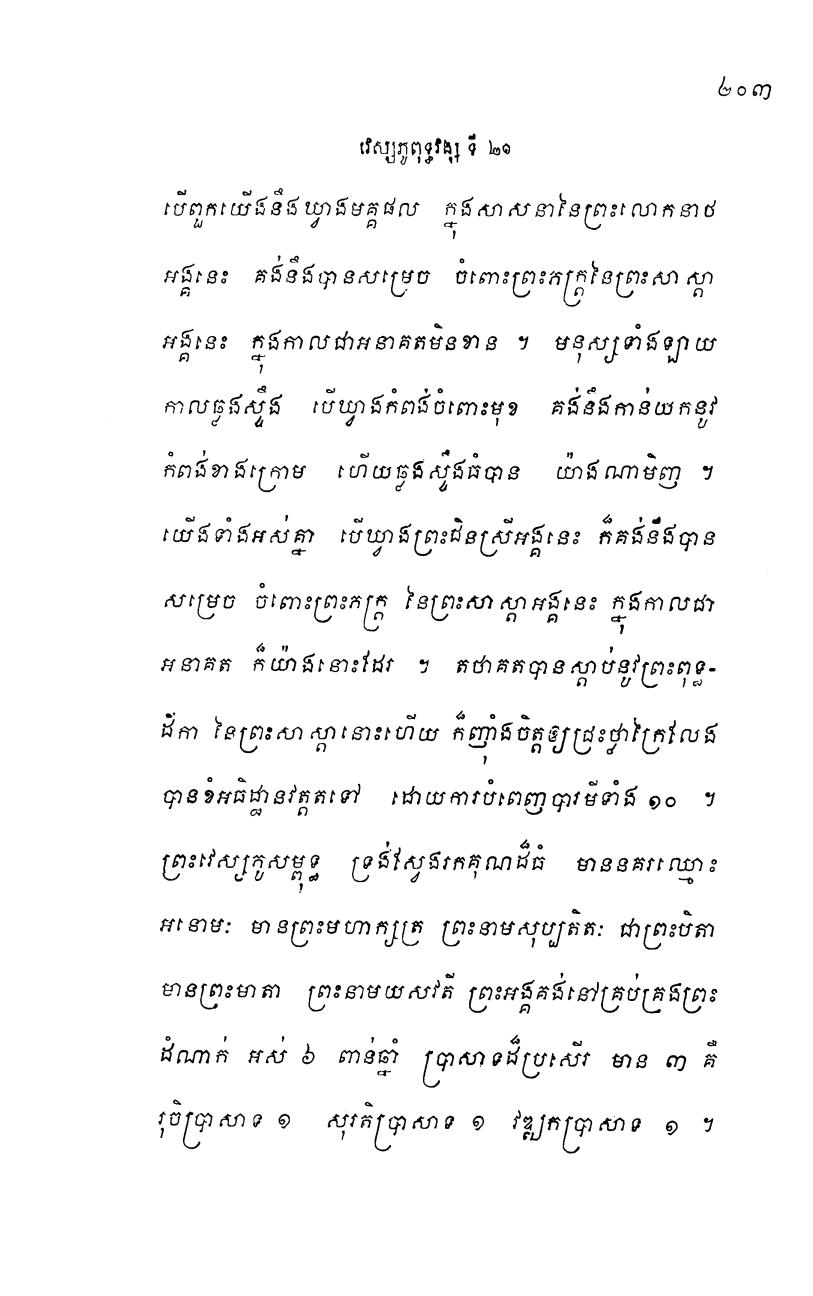 ២០៣
វេស្សភូពុទ្ធវង្ស ទី ២១
បើពួកយើងនឹងឃ្វាងមគ្គផល ក្នុងសាសនានៃព្រះលោកនាថ
អង្គនេះ គង់នឹងបានសម្រេច ចំពោះព្រះភក្ត្រនៃព្រះសាស្តា
អង្គនេះ ក្នុងកាលជាអនាគតមិនខាន ។ មនុស្សទាំងឡាយ
កាលឆ្លងស្ទឹង បើឃ្វាងកំពង់ចំពោះមុខ គង់នឹងកាន់យកនូវ
កំពង់ខាងក្រោម ហើយឆ្លងស្ទឹងធំបាន យ៉ាងណាមិញ ។
យើងទាំងអស់គ្នា បើឃ្វាងព្រះជិនស្រីអង្គនេះ ក៏គង់នឹងបាន
សម្រេច ចំពោះព្រះភក្ត្រ នៃព្រះសាស្តាអង្គនេះ ក្នុងកាលជា
អនាគត ក៏យ៉ាងនោះដែរ ។ តថាគតបានស្តាប់នូវព្រះពុទ្ធ-
ដីកា នៃព្រះសាស្តានោះហើយ ក៏ញ៉ាំងចិត្តឲ្យជ្រះថ្លាក្រៃលែង
បានខំអធិដ្ឋានវត្តតទៅ ដោយការបំពេញបារមីទាំង ១០ ។
ព្រះវេស្សភូសម្ពុទ្ធ ទ្រង់ស្វែងរកគុណដ៏ធំ មាននគរឈ្មោះ
អនោមៈ មានព្រះមហាក្សត្រ ព្រះនាមសុប្បតិតៈ ជាព្រះបិតា
មានព្រះមាតា ព្រះនាមយសវតី ព្រះអង្គគង់នៅគ្រប់គ្រងព្រះ
ដំណាក់ អស់ ៦ ពាន់ឆ្នាំ ប្រាសាទដ៏ប្រសើរ មាន ៣ គឺ
រុចិប្រាសាទ ១ សុរតិប្រាសាទ ១ វឌ្ឍកប្រាសាទ ១ ។